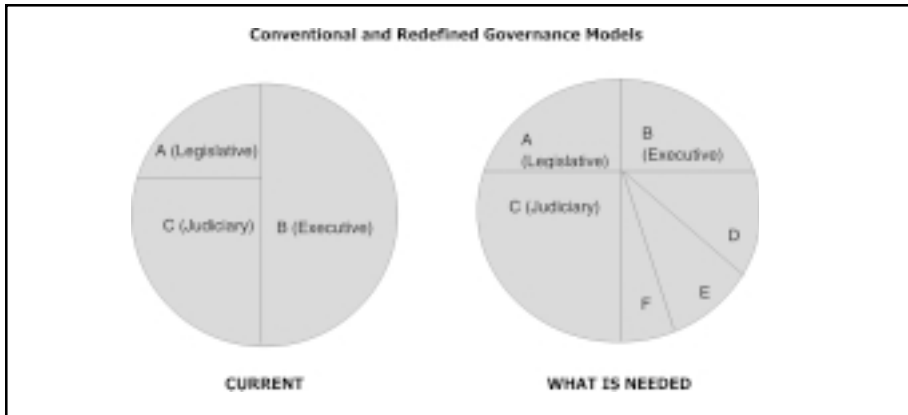 Conventional and Redefined Governance Models
A (Legislative)
C (Judiciary)
B (Executive)
A
(Legislative)
B
(Executive)
C (Judiciary)
D
E
F
CURRENT
WHAT IS NEEDED